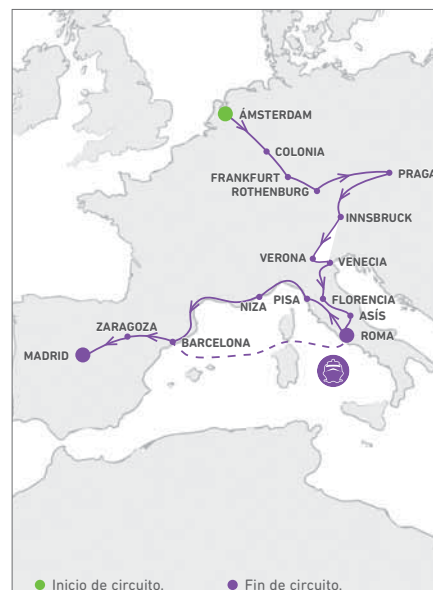 ÁMSTERDAM
COLONIA
FRANKFURT
ROTHENBURG
PRAGA
INNSBRUCK
VERONA
VENECIA
FLORENCIA
PISA
NIZA
ASÍS
ZARAGOZA
ROMA
BARCELONA
MADRID
Inicio de circuito. Fin de circuito.